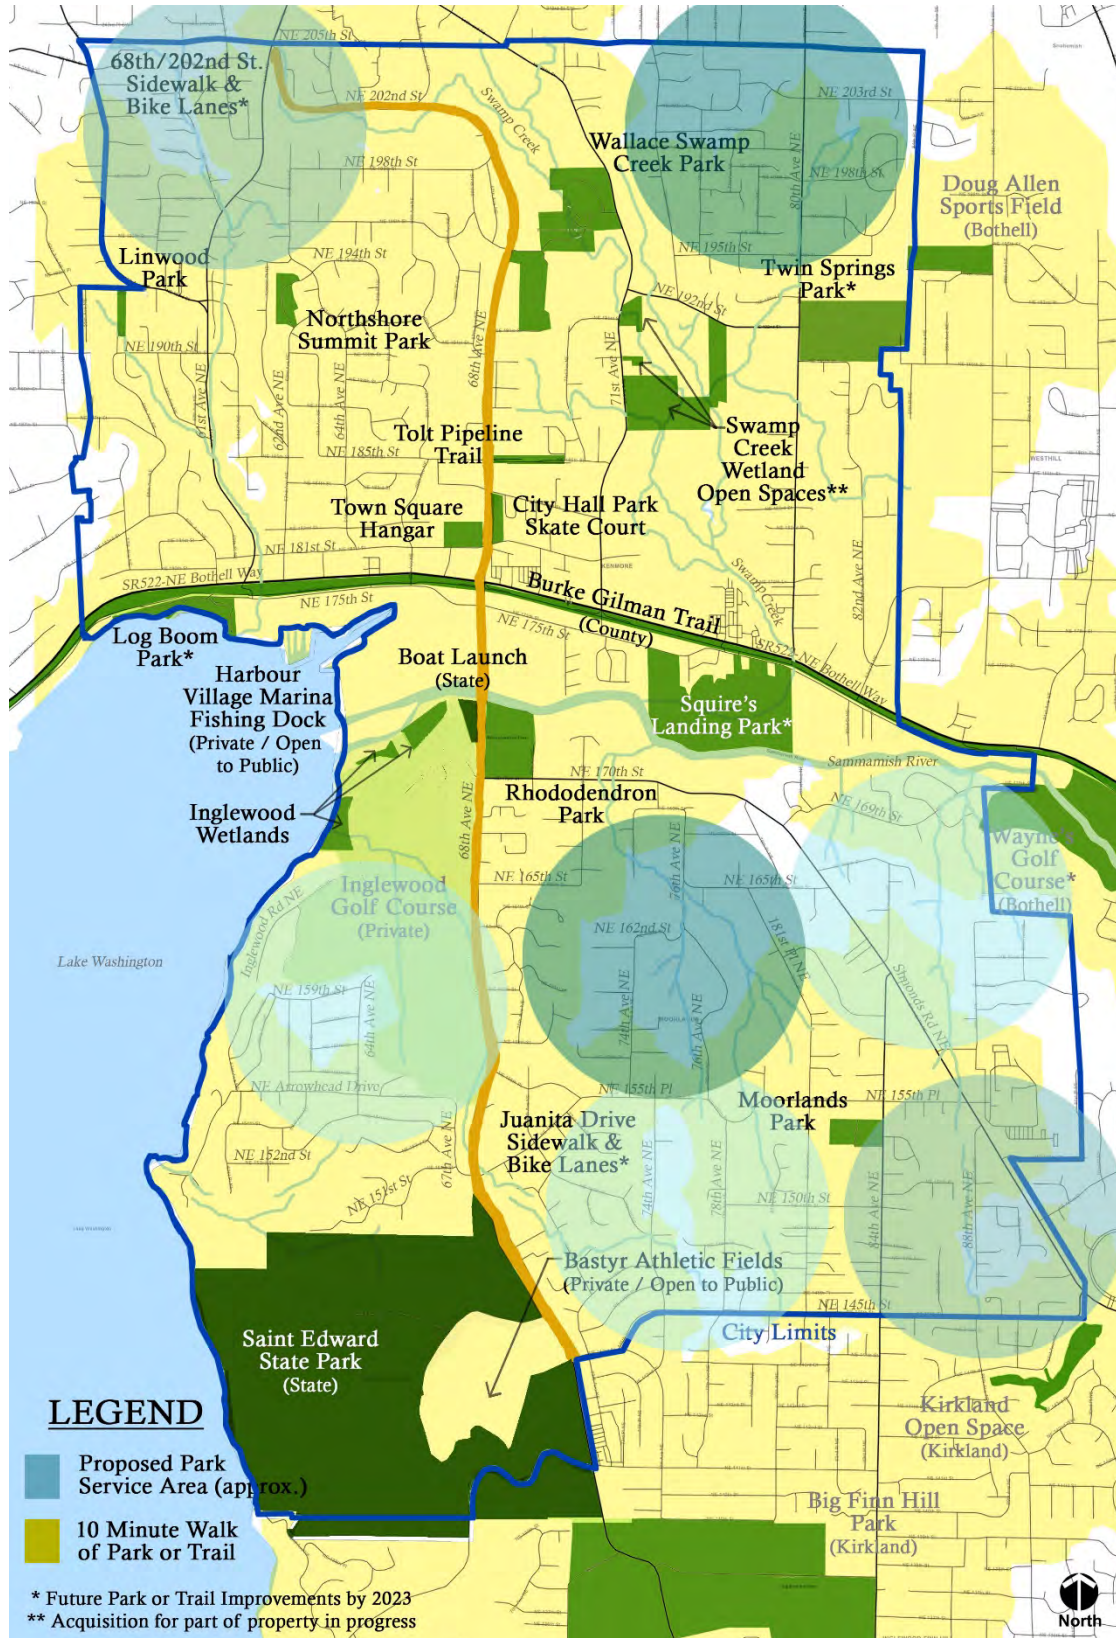 NE 205th St
68th/202nd St.
Sidewalk &
Bike Lanes*
NE 202nd St
Swamp Creek
NE 203rd St
80th Ave NE
Wallace Swamp
Creek Park
NE 198th St
NE 198th St.
Doug Allen
Sports Field
(Bothell)
NE 194th St
NE 195th St
Linwood
Park
Twin Springs
Park*
NE 192nd St
Northshore
Summit Park
NE 190th St
68th Ave NE
71st Ave NE
61st Ave NE
62nd Ave NE
64th Ave NE
Tolt Pipeline
Trail
NE 185th St
Swamp
Creek
Wetland
Open Spaces**
WESTHILL
Town Square
Hangar
City Hall Park
Skate Court
NE 181st St
KENMORE
Swamp Creek
82nd Ave NE
SR522-NE Bothell Way
Burke Gilman Trail
(County)
NE 175th St
NE 175th St
SR522-NE Bothell Way
Log Boom
Park*
Harbour
Village Marina
Fishing Dock
(Private / Open
to Public)
Boat Launch
(State)
Squire's
Landing Park*
Sammamish River
NE 170th St
Rhododendron
Park
NE 169th St
Inglewood
Wetlands
68th Ave NE
76th Ave NE
Wayne's
Golf
Course*
(Bothell)
NE 165th St
NE 165th St
Inglewood
Golf Course
(Private)
Inglewood Rd NE
NE 162nd St
181st Pl NE
Lake Washington
Simonds Rd NE
NE 159th St
64th Ave NE
74th Ave NE
76th Ave NE
NE Arrowhead Drive
NE 155th Pl
NE 155th Pl
Moorlands
Park
Juanita Drive
Sidewalk &
Bike Lanes*
NE 152nd St
67th Ave NE
NE 151st St
74th Ave NE
78th Ave NE
NE 150th St
84th Ave NE
88th Ave NE
Bastyr Athletic Fields
(Private / Open to Public)
NE 145th St
City Limits
Saint Edward
State Park
(State)
Kirkland
Open Space
(Kirkland)
Big Finn Hill
Park
(Kirkland)
LEGEND
Proposed Park
Service Area (approx.)
10 Minute Walk
of Park or Trail
* Future Park or Trail Improvements by 2023
** Acquisition for part of property in progress
North